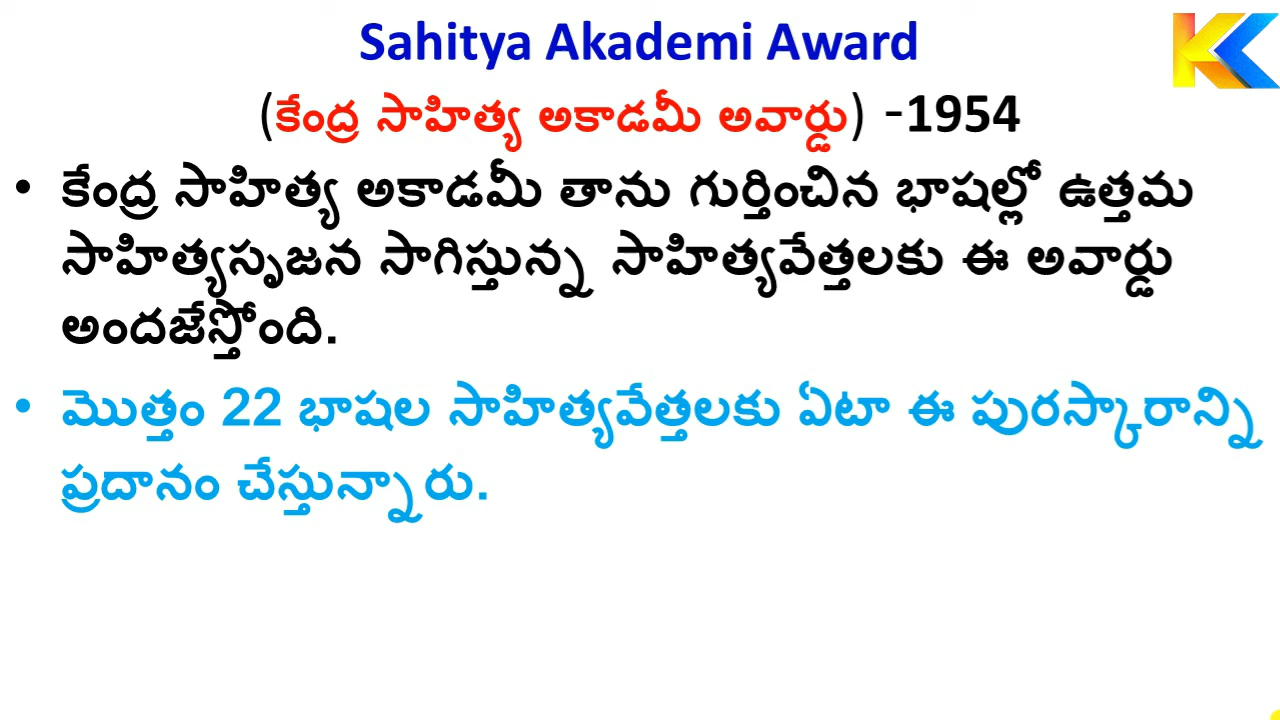 Sahitya Akademi Award
(కేంద్ర సాహిత్య అకాడమీ అవార్డు) -1954
• కేంద్ర సాహిత్య అకాడమీ తాను గుర్తించిన భాషల్లో ఉత్తమ
సాహిత్యసృజన సాగిస్తున్న సాహిత్యవేత్తలకు ఈ అవార్డు
అందజేస్తోంది.
• మొత్తం 22 భాషల సాహిత్యవేత్తలకు ఏటా ఈ పురస్కారాన్ని
ప్రదానం చేస్తున్నారు.